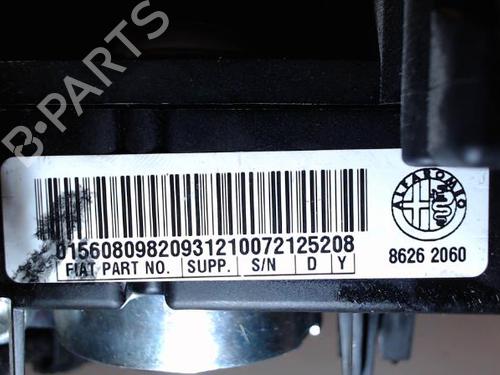 B-PARTS
ALFA ROMEO
01560809820931210072125208
FIAT PART NO. SUPP. S/N D Y
8626 2060